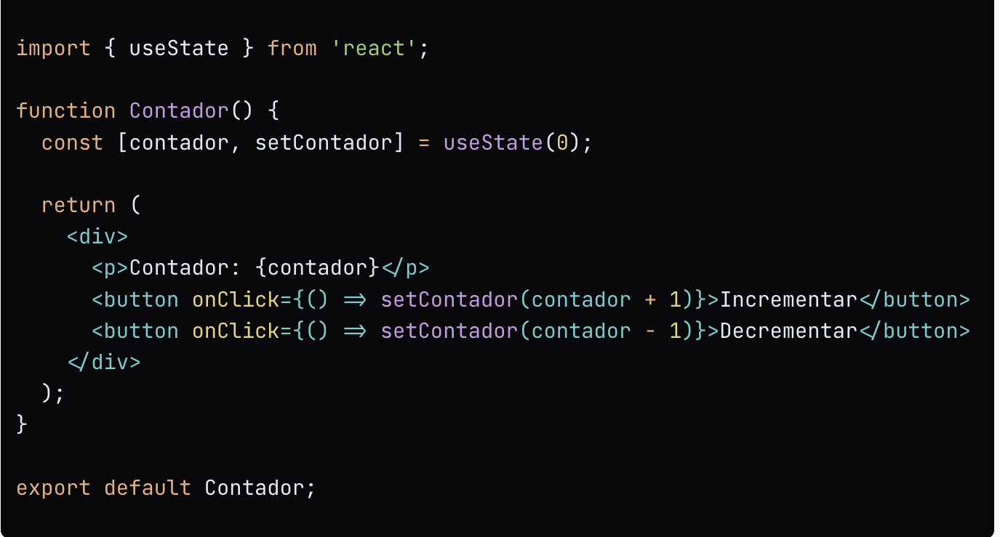 import { useState } from 'react';
function Contador() {
const [contador, setContador] = useState(0);
return (
<div>
<p>Contador: {contador}</p>
<button onClick={() => setContador(contador + 1)}>Incrementar</button>
<button onClick={() => setContador(contador - 1)}>Decrementar</button>
</div>
);
}
export default Contador;